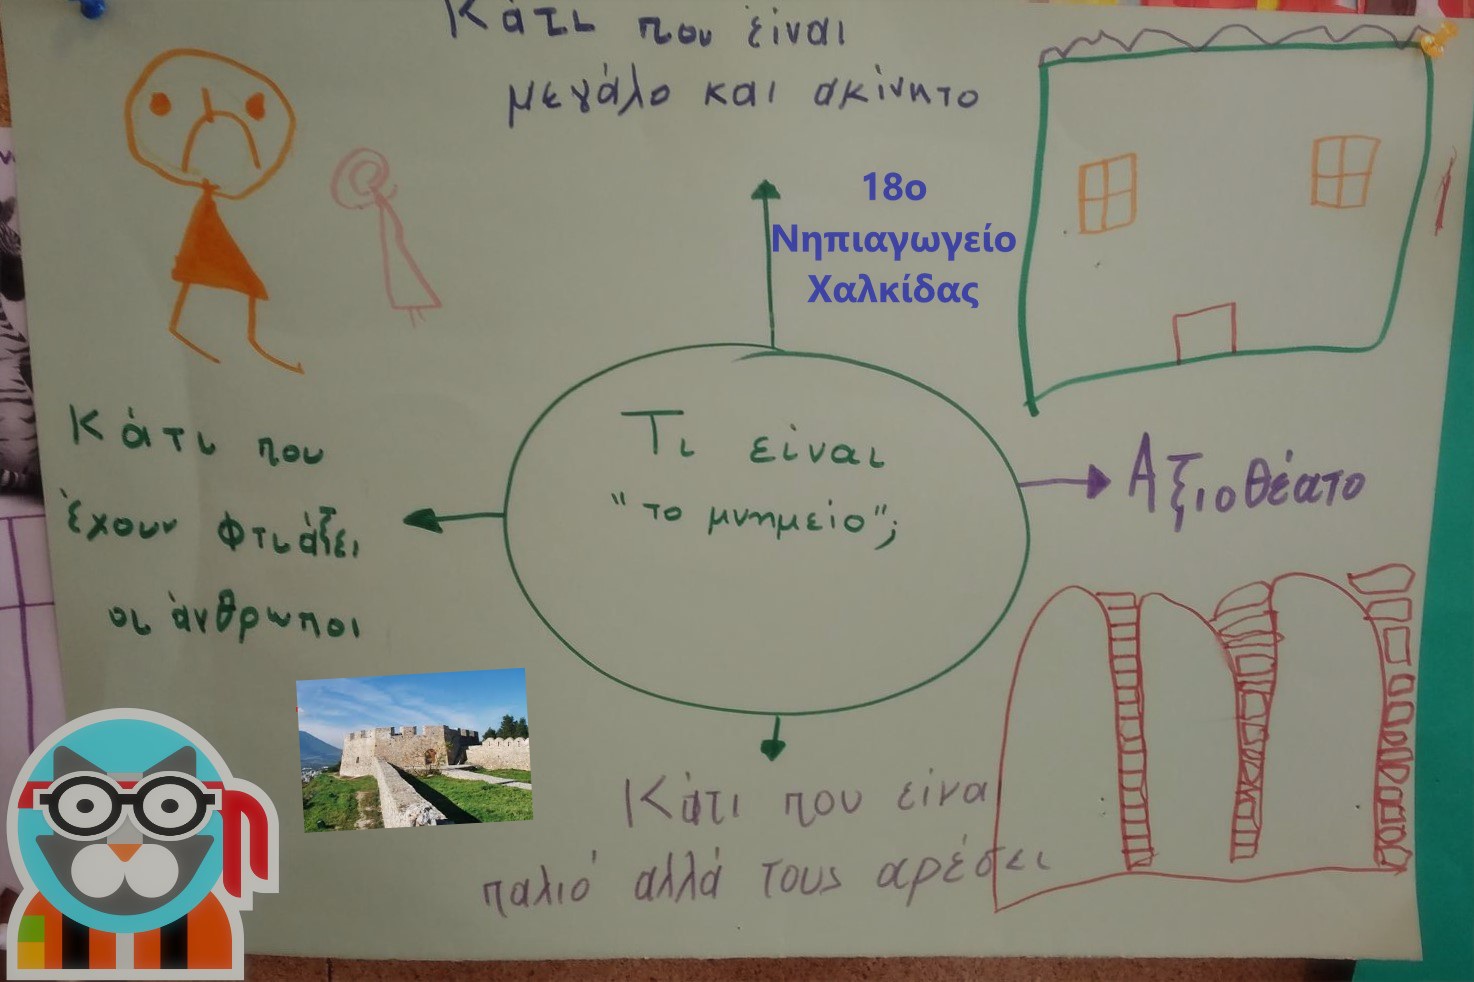 Κάτι που είναι
μεγάλο και ακίνητο
18ο
Νηπιαγωγείο
Χαλκίδας
Τι είναι
"το μνημείο";
Αξιοθέατο
Κάτι που
έχουν φτιάξει
οι άνθρωποι
Κάτι που είναι
παλιό αλλά τους αρέσει